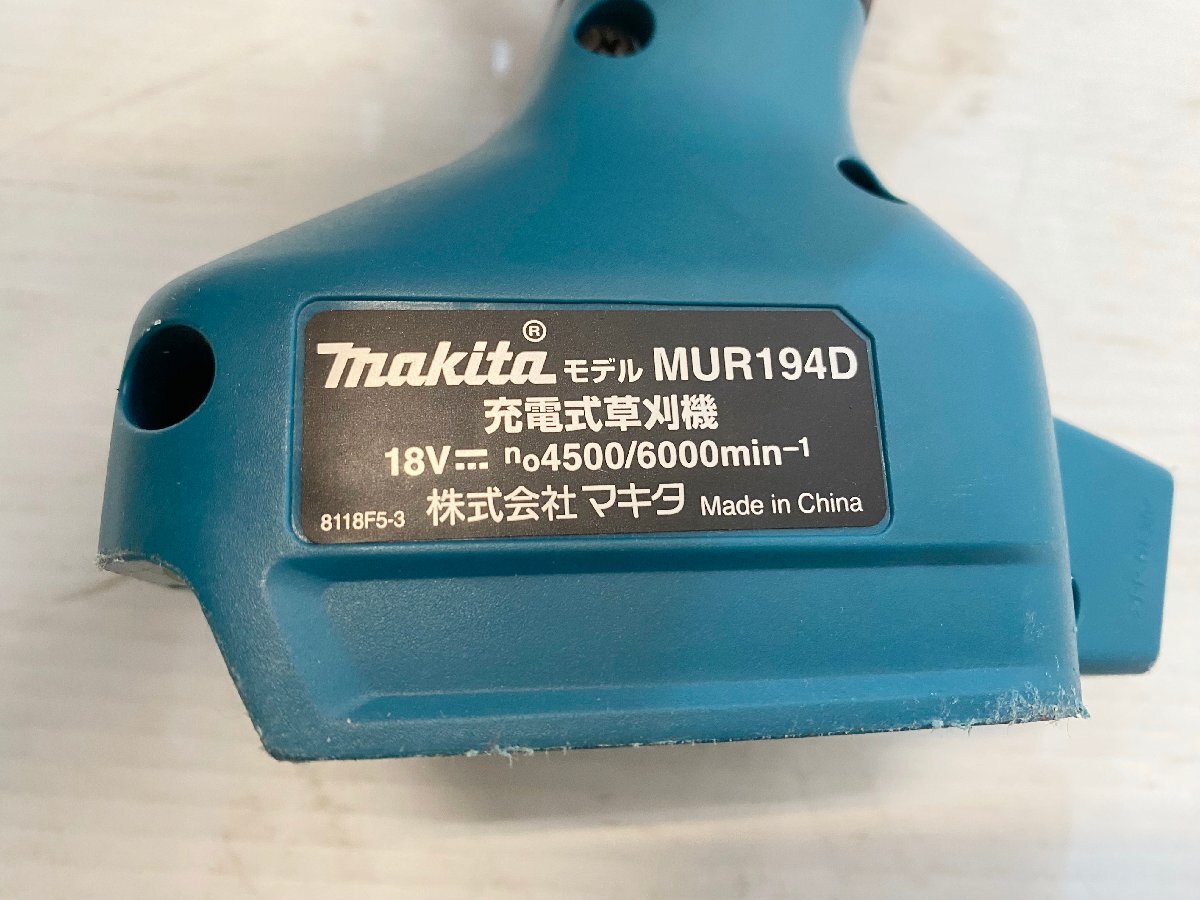 makita® モデル MUR194D
充電式草刈機
18V⎓ no4500/6000min−1
8118F5-3 株式会社マキタ Made in China